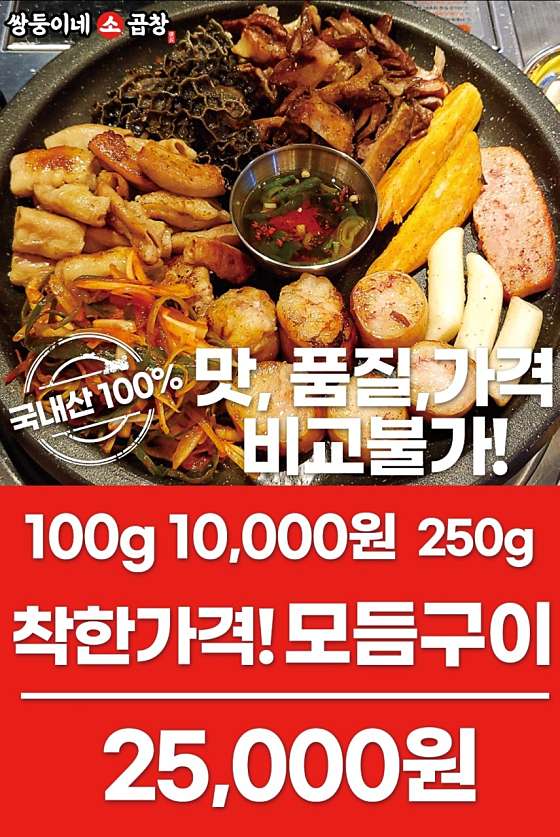 쌍둥이네 소 곱창
국내산 100%
맛, 품질,가격
비교불가!
100g 10,000원 250g
착한가격! 모듬구이
25,000원